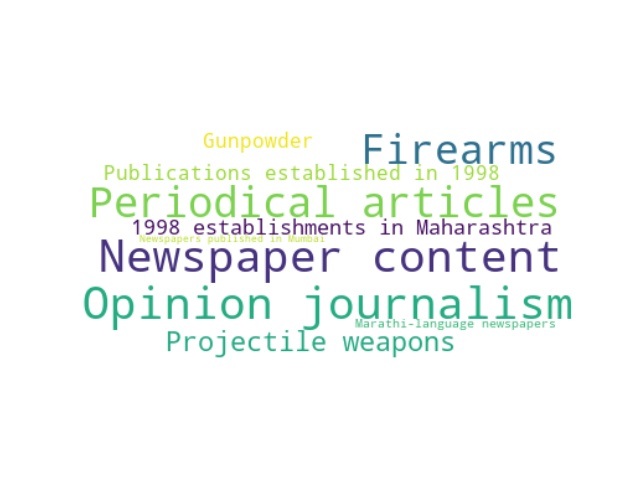 Gunpowder
Firearms
Publications established in 1998
Periodical articles
1998 establishments in Maharashtra
Newspapers published in Mumbai
Newspaper content
Opinion journalism
Marathi-language newspapers
Projectile weapons